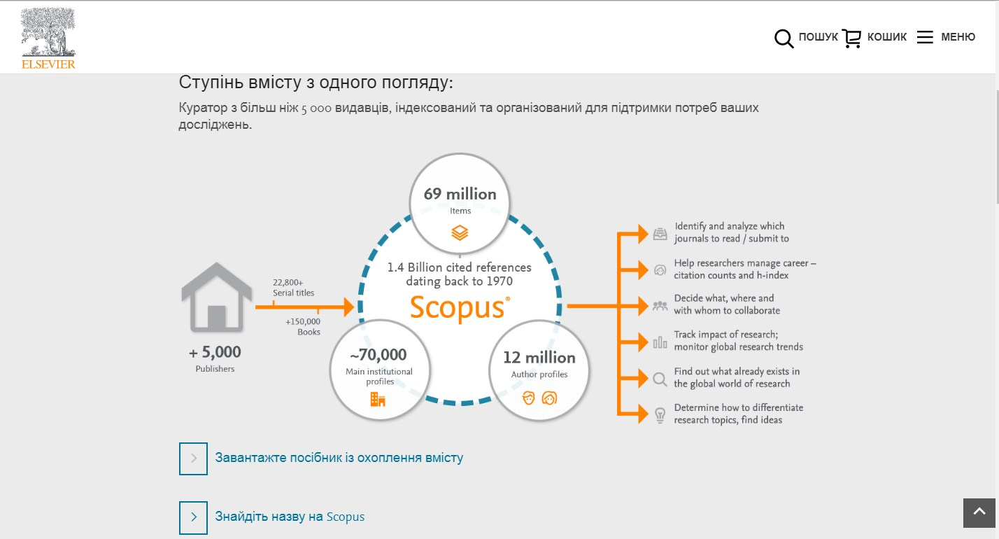 ELSEVIER
ПОШУК
КОШИК
МЕНЮ
Ступінь вмісту з одного погляду:
Куратор з більш ніж 5 000 видавців, індексований та організований для підтримки потреб ваших
досліджень.
69 million
Items
1.4 Billion cited references
dating back to 1970
Scopus®
22,800+
Serial titles
+150,000
Books
+ 5,000
Publishers
~70,000
Main institutional
profiles
12 million
Author profiles
Identify and analyze which
journals to read / submit to
Help researchers manage career –
citation counts and h-index
Decide what, where and
with whom to collaborate
Track impact of research;
monitor global research trends
Find out what already exists in
the global world of research
Determine how to differentiate
research topics, find ideas
Завантажте посібник із охоплення вмісту
Знайдіть назву на Scopus